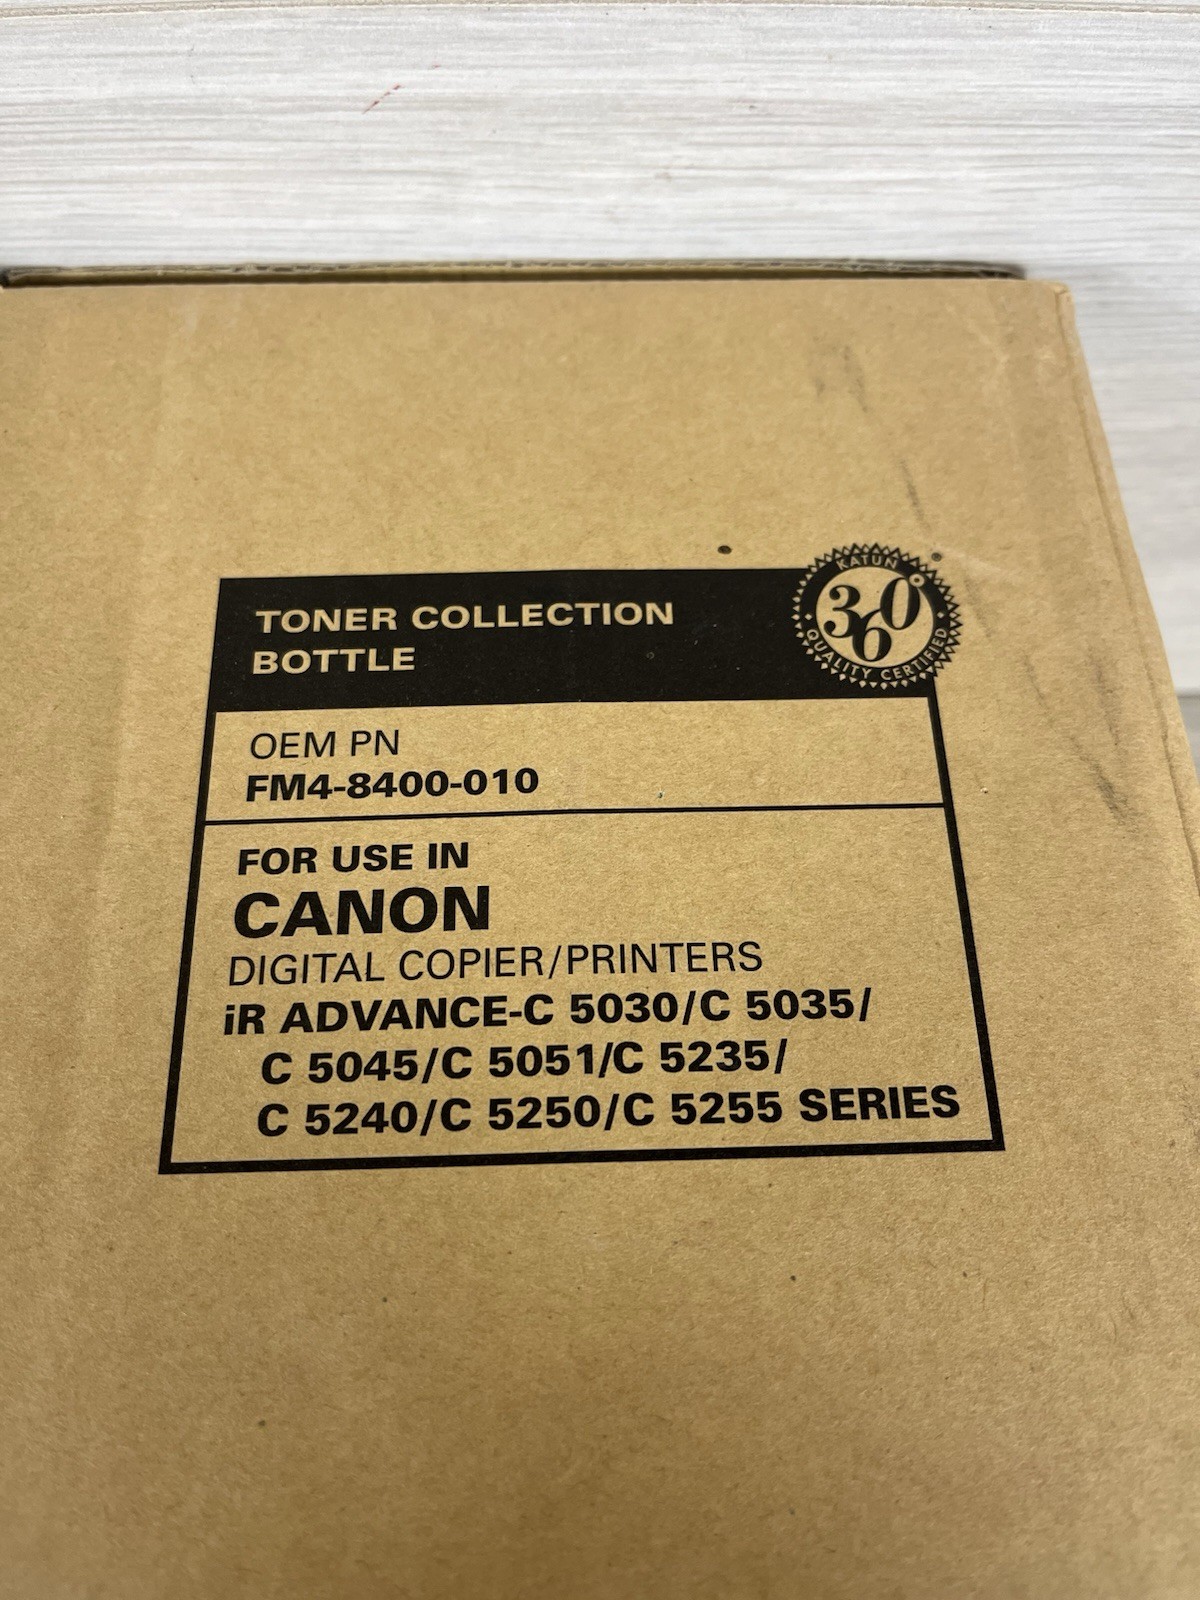 TONER COLLECTION
BOTTLE
KATUN
360°
QUALITY CERTIFIED
®
OEM PN
FM4-8400-010
FOR USE IN
CANON
DIGITAL COPIER/PRINTERS
iR ADVANCE-C 5030/C 5035/
C 5045/C 5051/C 5235/
C 5240/C 5250/C 5255 SERIES